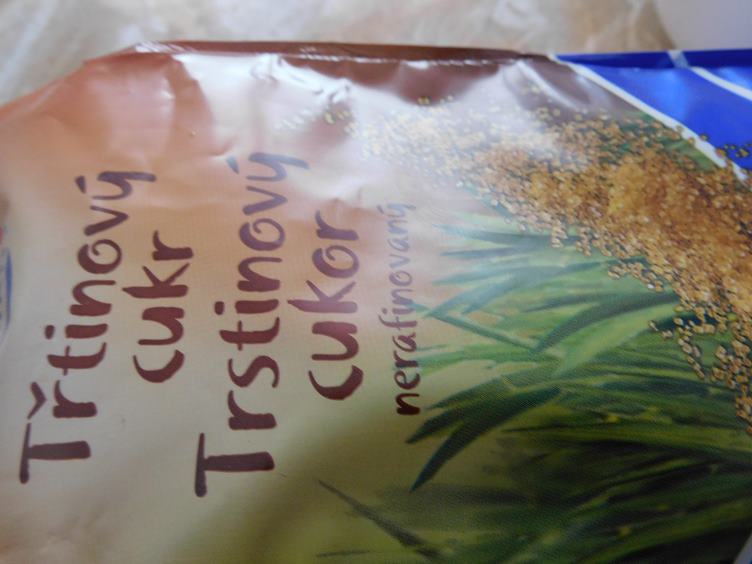 Třtinový
cukr
Trstinový
cukor
nerafinovaný